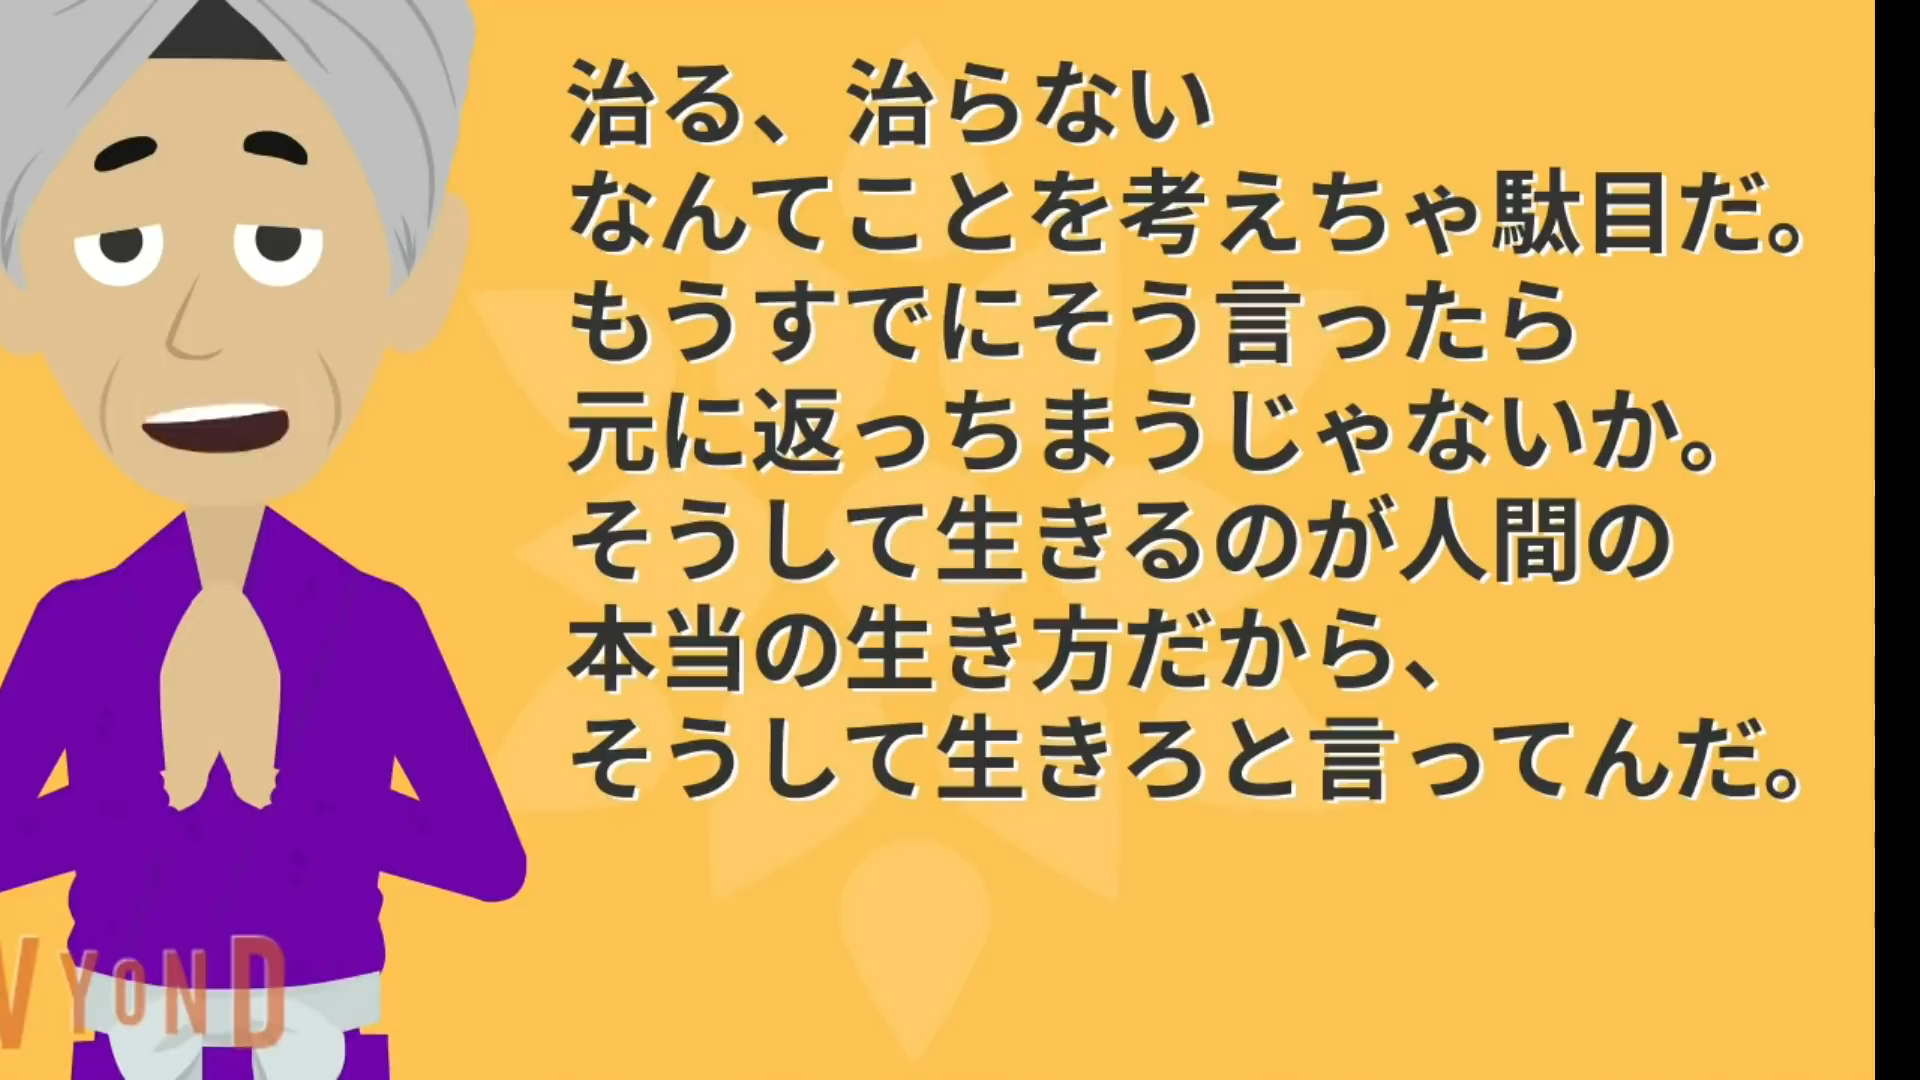 治る、治らない
なんてことを考えちゃ駄目だ。
もうすでにそう言ったら
元に返っちまうじゃないか。
そうして生きるのが人間の
本当の生き方だから、
そうして生きろと言ってんだ。
VYOND